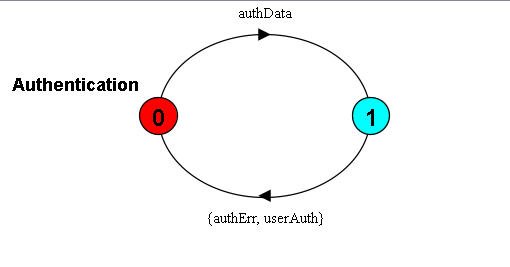 authData
Authentication
0
1
{authErr, userAuth}